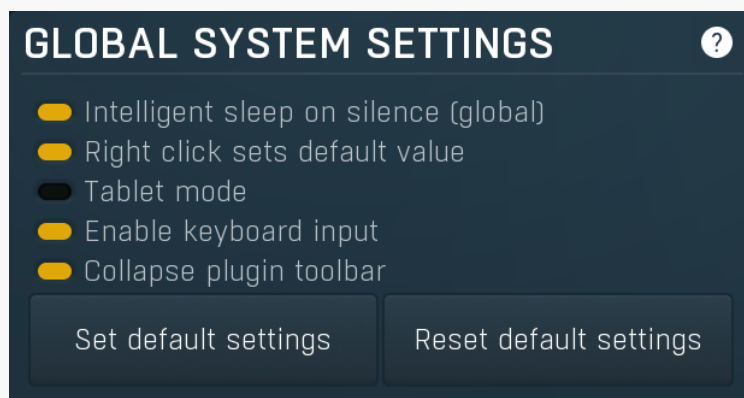 GLOBAL SYSTEM SETTINGS ?
Intelligent sleep on silence (global)
Right click sets default value
Tablet mode
Enable keyboard input
Collapse plugin toolbar
Set default settings
Reset default settings